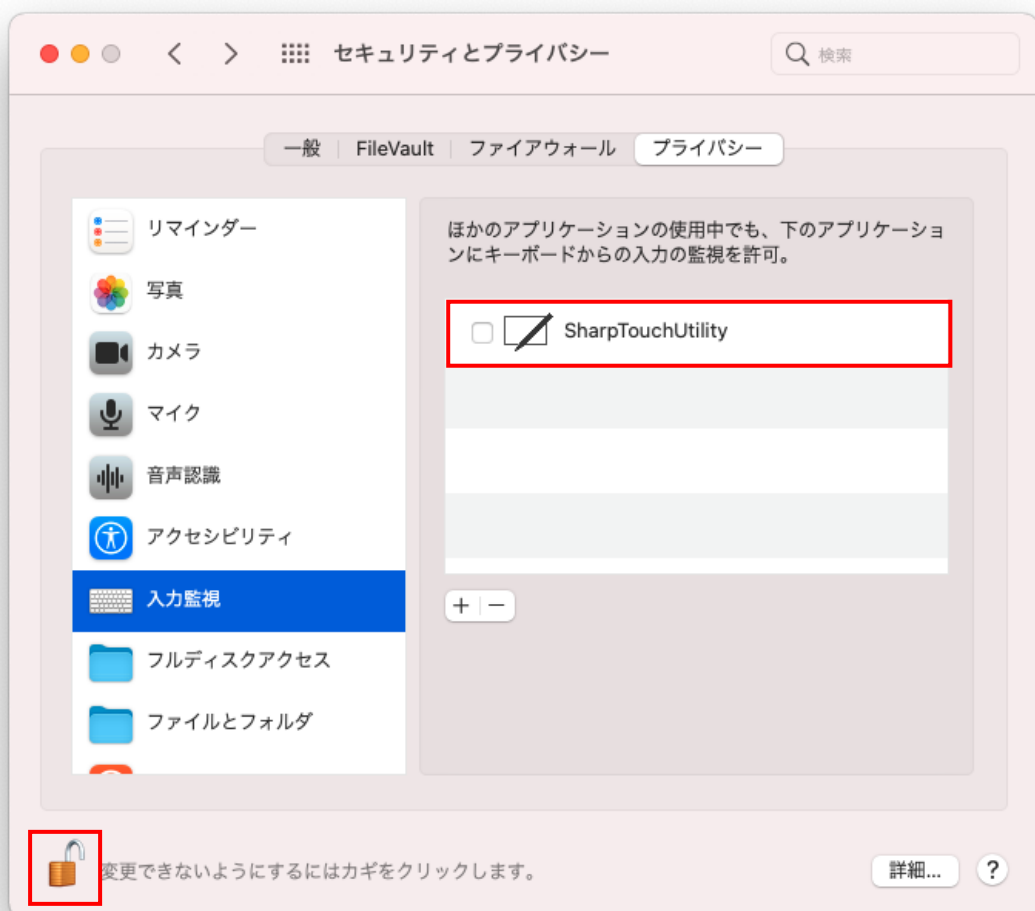 セキュリティとプライバシー
検索
一般
FileVault
ファイアウォール
プライバシー
リマインダー
写真
カメラ
マイク
音声認識
アクセシビリティ
入力監視
フルディスクアクセス
ファイルとフォルダ
ほかのアプリケーションの使用中でも、下のアプリケーショ
ンにキーボードからの入力の監視を許可。
SharpTouchUtility
変更できないようにするにはカギをクリックします。
詳細...
?